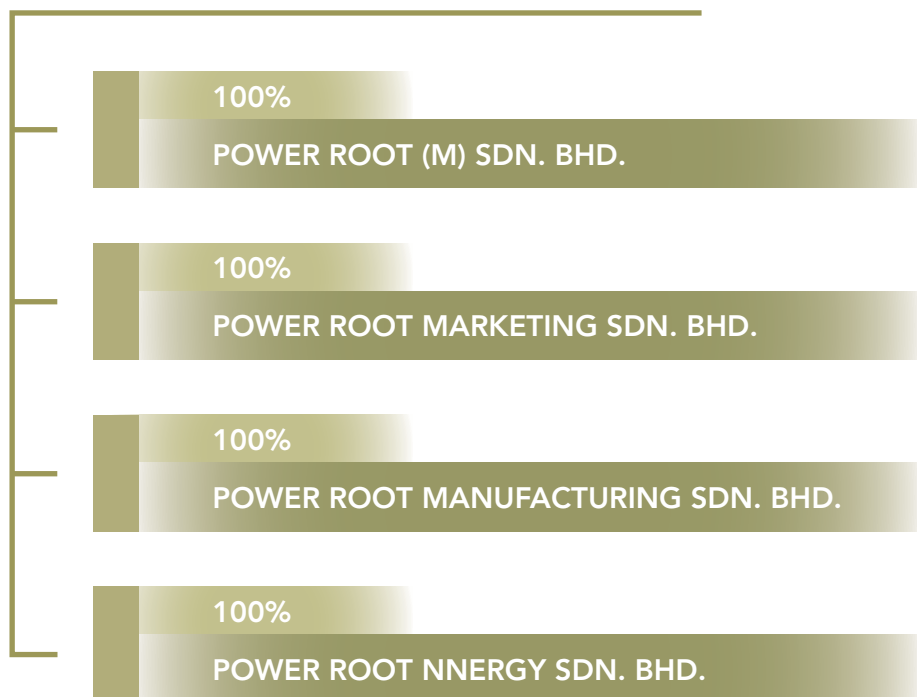 100%
POWER ROOT (M) SDN. BHD.
100%
POWER ROOT MARKETING SDN. BHD.
100%
POWER ROOT MANUFACTURING SDN. BHD.
100%
POWER ROOT NNERGY SDN. BHD.